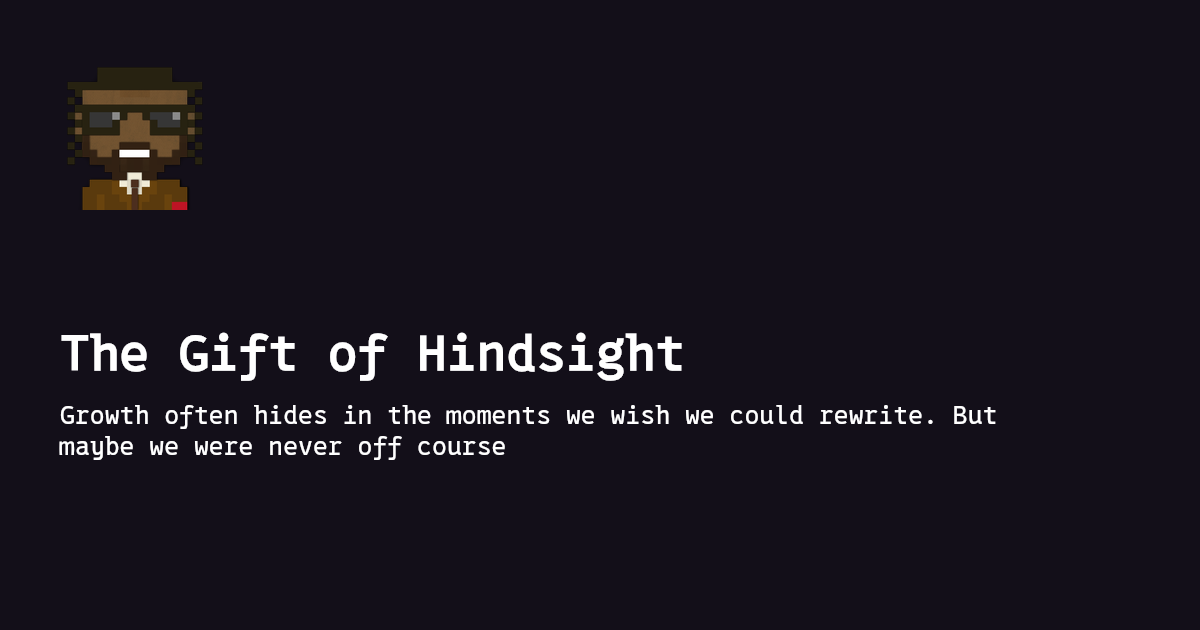 The Gift of Hindsight
Growth often hides in the moments we wish we could rewrite. But
maybe we were never off course